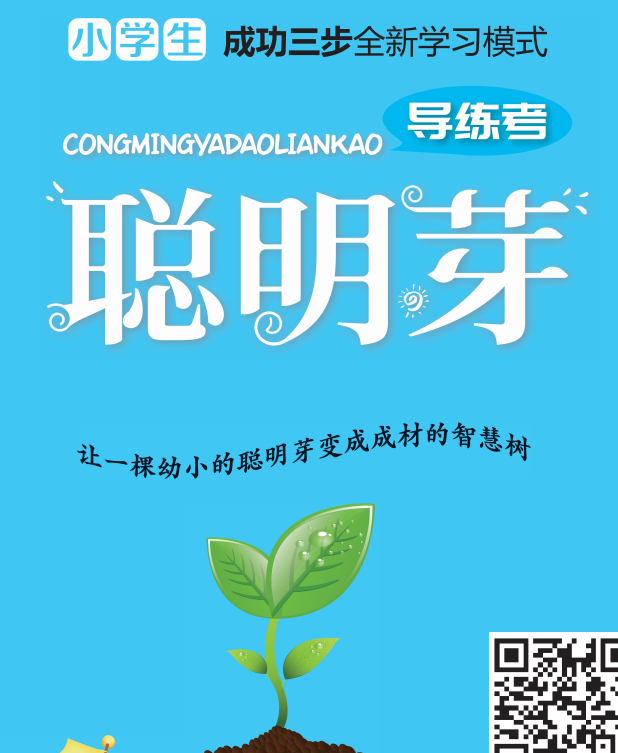 小学生 成功三步全新学习模式
导练考
CONGMINGYADAOLIANKAO
聪明芽
让一棵幼小的聪明芽变成成材的智慧树